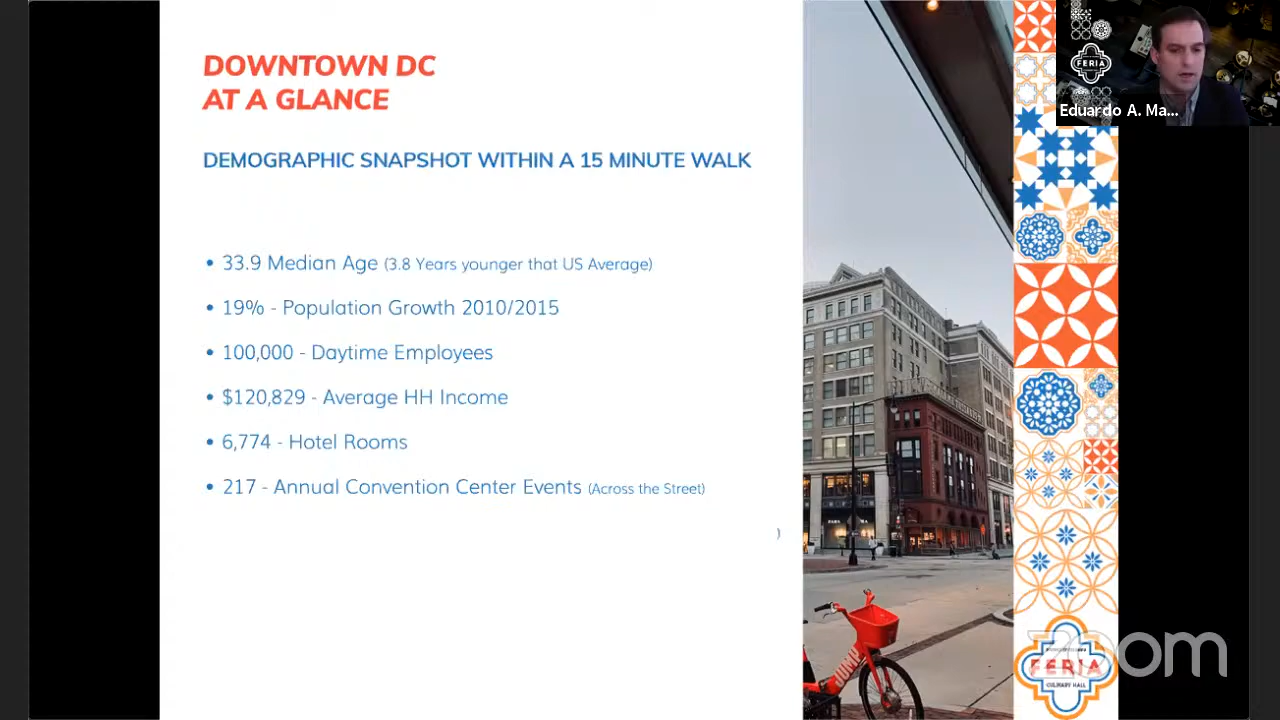 DOWNTOWN DC
AT A GLANCE
DEMOGRAPHIC SNAPSHOT WITHIN A 15 MINUTE WALK
• 33.9 Median Age (3.8 Years younger that US Average)
• 19% - Population Growth 2010/2015
• 100,000 - Daytime Employees
• $120,829 - Average HH Income
• 6,774 - Hotel Rooms
• 217 - Annual Convention Center Events (Across the Street)
)
FERIA
Eduardo A. Ma...
ZARA
JUMP
FERIA
CULINARY HALL
zoom